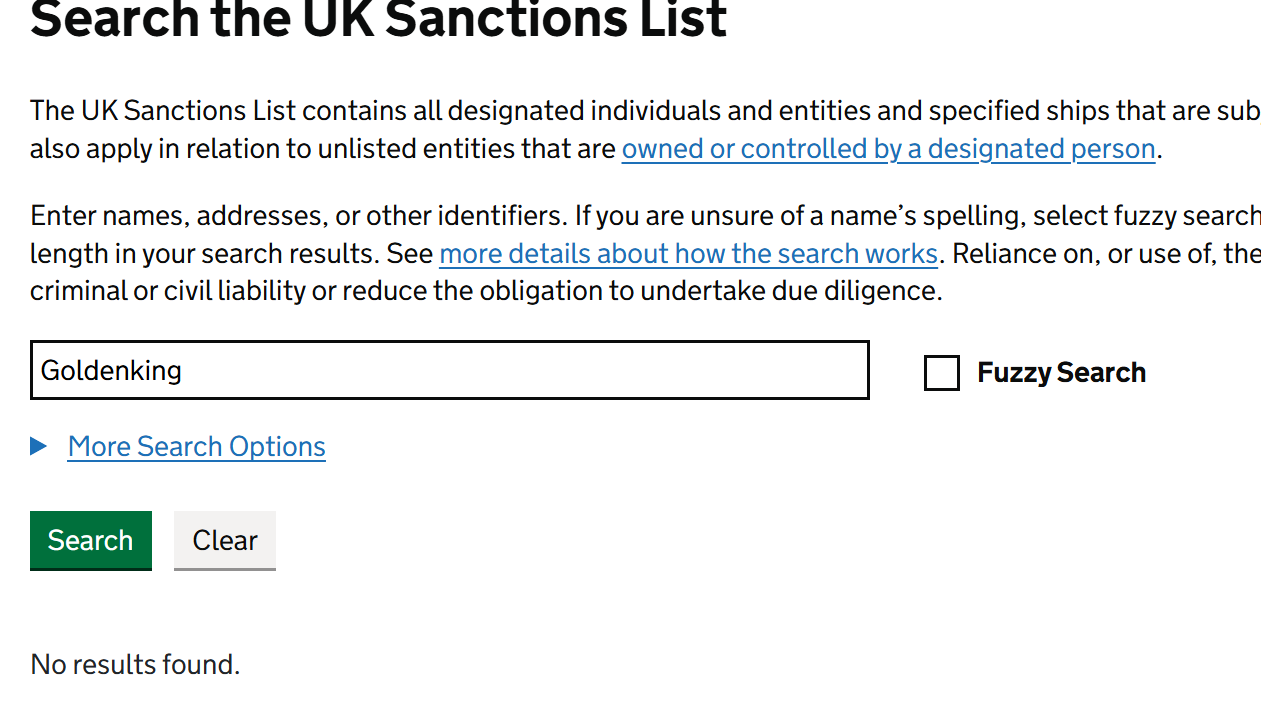 Search the UK Sanctions List
The UK Sanctions List contains all designated individuals and entities and specified ships that are sub
also apply in relation to unlisted entities that are owned or controlled by a designated person.
Enter names, addresses, or other identifiers. If you are unsure of a name’s spelling, select fuzzy search
length in your search results. See more details about how the search works. Reliance on, or use of, the
criminal or civil liability or reduce the obligation to undertake due diligence.
Goldenking
Fuzzy Search
More Search Options
Search Clear
No results found.